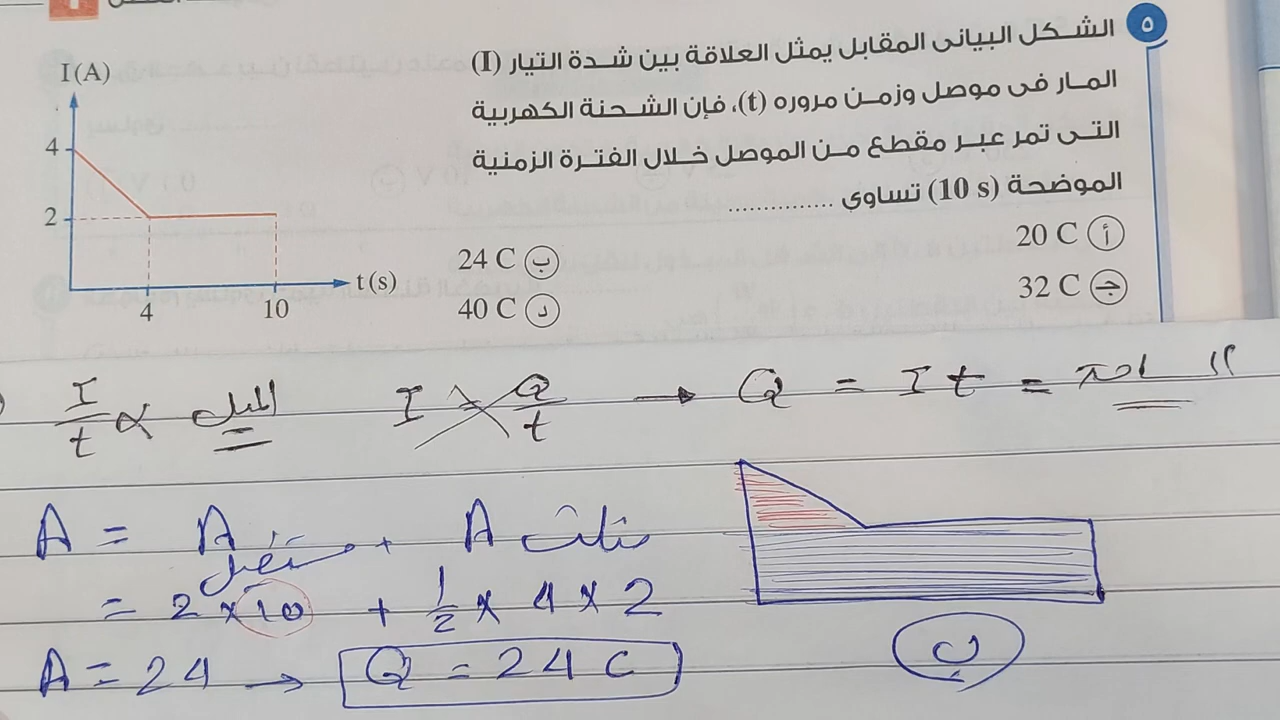 ٥ الشكل البيانى المقابل يمثل العلاقة بين شدة التيار (I)
المار فى موصل وزمن مروره (t)، فإن الشحنة الكهربية
التى تمر عبر مقطع من الموصل خلال الفترة الزمنية
الموضحة (10 s) تساوى ...............
أ 20 C
ب 24 C
جـ 32 C
د 40 C
I (A)
4
2
4 10
t (s)
I/t ∝ الميل I = Q/t → Q = I t =
A = A مستطيل + A مثلث
= 2 × 10 + 1/2 × 4 × 2
A = 24 → Q = 24 C
ب